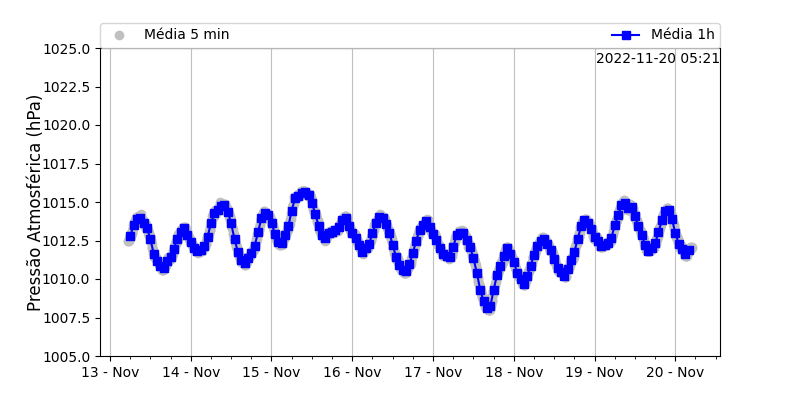 Média 5 min
Média 1h
2022-11-20 05:21
Pressão Atmosférica (hPa)
1025.0
1022.5
1020.0
1017.5
1015.0
1012.5
1010.0
1007.5
1005.0
13 - Nov
14 - Nov
15 - Nov
16 - Nov
17 - Nov
18 - Nov
19 - Nov
20 - Nov